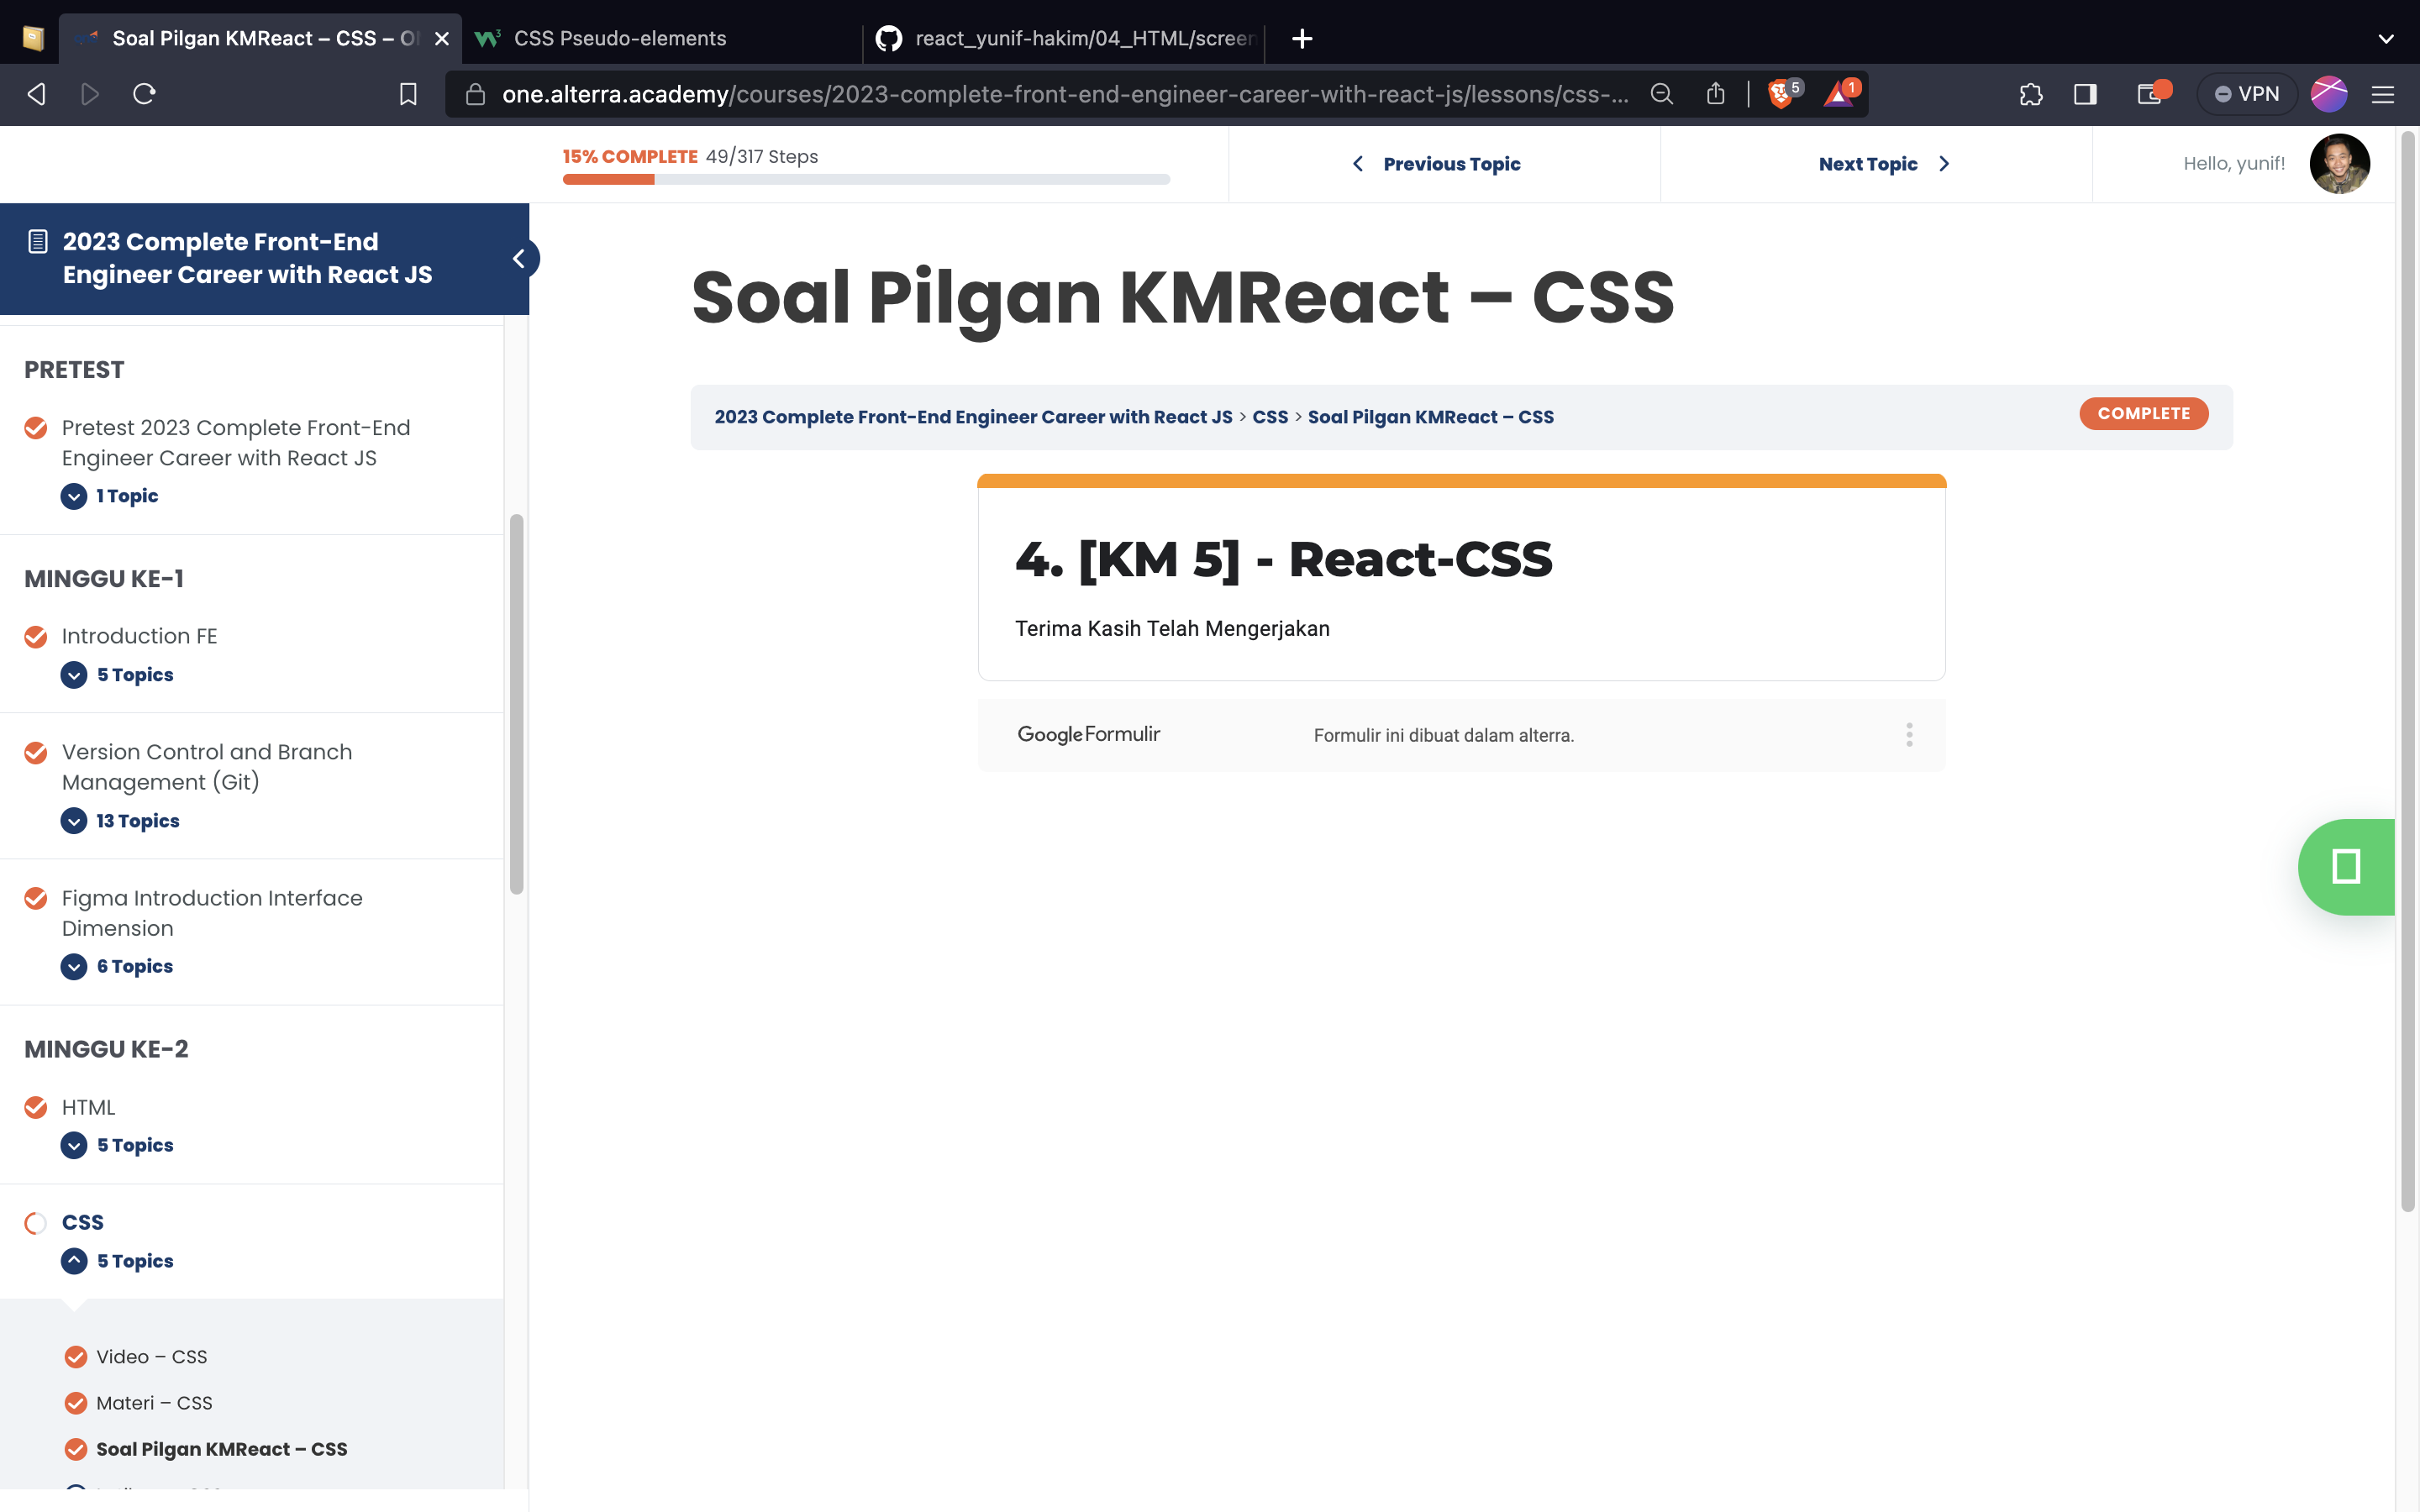 Soal Pilgan KMReact – CSS – O
CSS Pseudo-elements
react_yunif-hakim/04_HTML/screen
one.alterra.academy/courses/2023-complete-front-end-engineer-career-with-react-js/lessons/css-...
5
1
VPN
15% COMPLETE 49/317 Steps
Previous Topic
Next Topic
Hello, yunif!
2023 Complete Front-End
Engineer Career with React JS
PRETEST
Pretest 2023 Complete Front-End
Engineer Career with React JS
1 Topic
MINGGU KE-1
Introduction FE
5 Topics
Version Control and Branch
Management (Git)
13 Topics
Figma Introduction Interface
Dimension
6 Topics
MINGGU KE-2
HTML
5 Topics
CSS
5 Topics
Video – CSS
Materi – CSS
Soal Pilgan KMReact – CSS
Soal Pilgan KMReact – CSS
2023 Complete Front-End Engineer Career with React JS > CSS > Soal Pilgan KMReact – CSS
COMPLETE
4. [KM 5] - React-CSS
Terima Kasih Telah Mengerjakan
Google Formulir
Formulir ini dibuat dalam alterra.